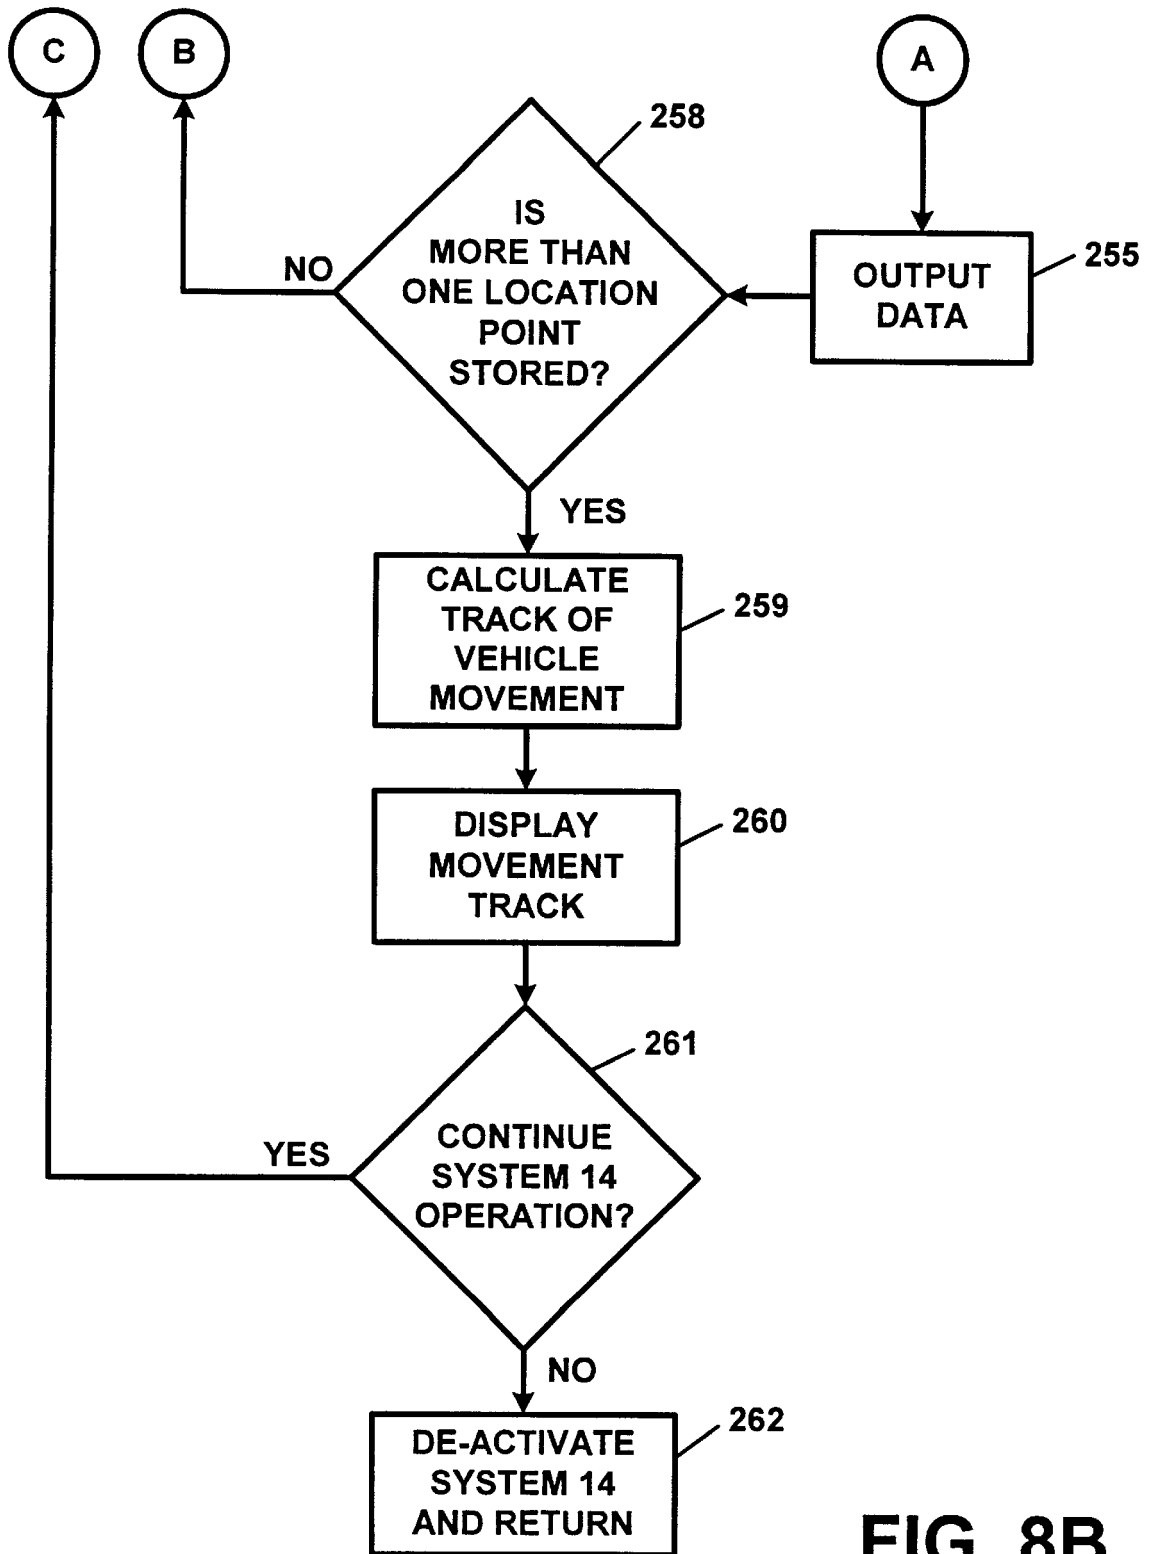 C
B
A
258
IS
MORE THAN
ONE LOCATION
POINT
STORED?
NO
OUTPUT
DATA
255
YES
CALCULATE
TRACK OF
VEHICLE
MOVEMENT
259
DISPLAY
MOVEMENT
TRACK
260
261
CONTINUE
SYSTEM 14
OPERATION?
YES
NO
DE-ACTIVATE
SYSTEM 14
AND RETURN
262
FIG. 8B